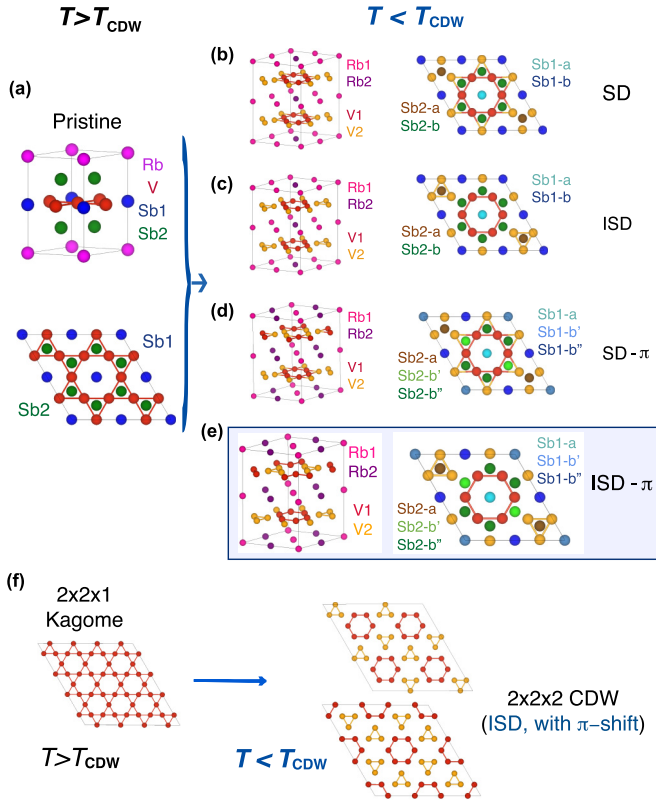 T>TCDW
T < TCDW
(a)
Pristine
Rb
V
Sb1
Sb2
Sb1
Sb2
(b)
Rb1
Rb2
V1
V2
Sb1-a
Sb1-b
Sb2-a
Sb2-b
SD
(c)
Rb1
Rb2
V1
V2
Sb1-a
Sb1-b
Sb2-a
Sb2-b
ISD
(d)
Rb1
Rb2
V1
V2
Sb1-a
Sb1-b'
Sb1-b"
Sb2-a
Sb2-b'
Sb2-b"
SD-π
(e)
Rb1
Rb2
V1
V2
Sb1-a
Sb1-b'
Sb1-b"
Sb2-a
Sb2-b'
Sb2-b"
ISD-π
(f)
2x2x1
Kagome
T>TCDW
T < TCDW
2x2x2 CDW
(ISD, with π-shift)